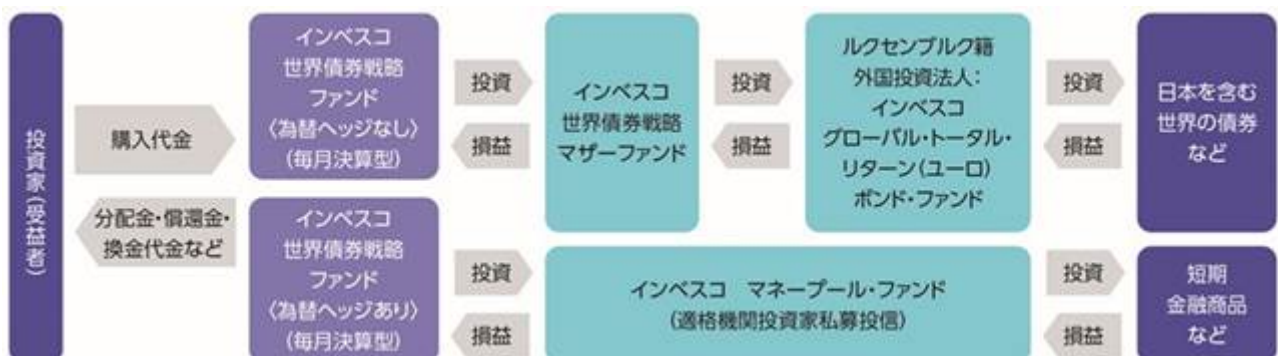 投資家(受益者)
購入代金
分配金・償還金・
換金代金など
インベスコ
世界債券戦略
ファンド
〈為替ヘッジなし〉
(毎月決算型)
インベスコ
世界債券戦略
ファンド
〈為替ヘッジあり〉
(毎月決算型)
投資
損益
インベスコ
世界債券戦略
マザーファンド
投資
損益
ルクセンブルク籍
外国投資法人:
インベスコ
グローバル・トータル・
リターン(ユーロ)
ボンド・ファンド
投資
損益
日本を含む
世界の債券
など
投資
損益
インベスコ マネープール・ファンド
(適格機関投資家私募投信)
投資
損益
短期
金融商品
など